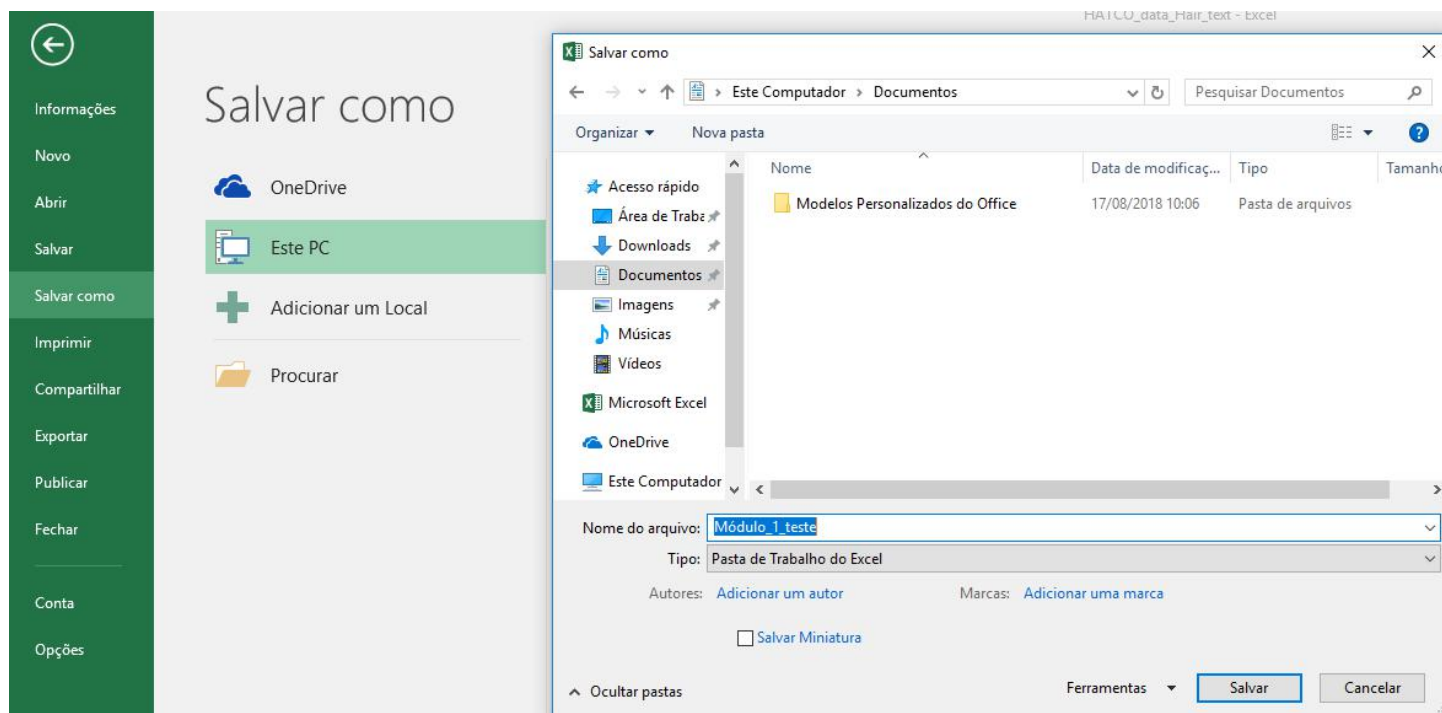 HATCO_data_Hair_text - Excel
Informações
Novo
Abrir
Salvar
Salvar como
Imprimir
Compartilhar
Exportar
Publicar
Fechar
Conta
Opções
Salvar como
OneDrive
Este PC
Adicionar um Local
Procurar
Salvar como
Este Computador > Documentos
Pesquisar Documentos
Organizar
Nova pasta
Acesso rápido
Área de Traba
Downloads
Documentos
Imagens
Músicas
Vídeos
Microsoft Excel
OneDrive
Este Computador
Nome Data de modificaç... Tipo Tamanho
Modelos Personalizados do Office 17/08/2018 10:06 Pasta de arquivos
Nome do arquivo: Módulo_1_teste
Tipo: Pasta de Trabalho do Excel
Autores: Adicionar um autor Marcas: Adicionar uma marca
Salvar Miniatura
Ocultar pastas
Ferramentas Salvar Cancelar